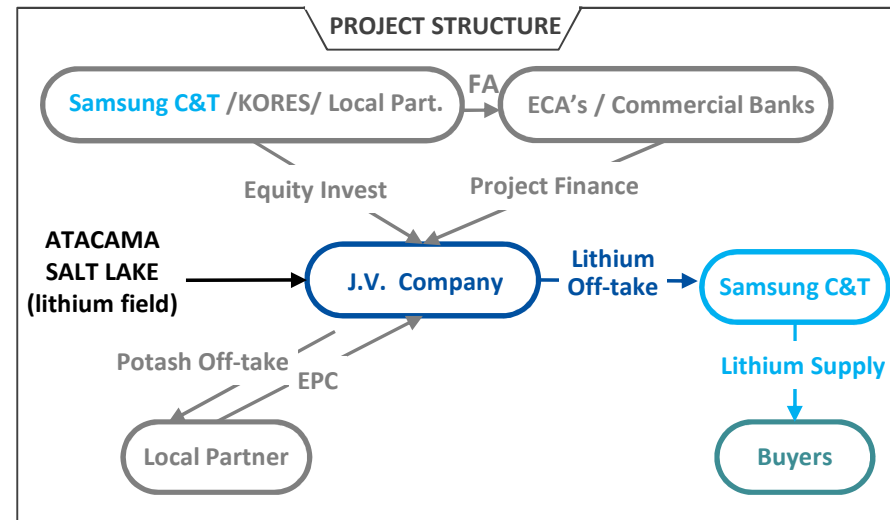 PROJECT STRUCTURE
Samsung C&T /KORES/ Local Part.
FA
ECA's / Commercial Banks
Equity Invest
Project Finance
ATACAMA
SALT LAKE
(lithium field)
J.V. Company
Lithium
Off-take
Samsung C&T
Potash Off-take
EPC
Lithium Supply
Local Partner
Buyers